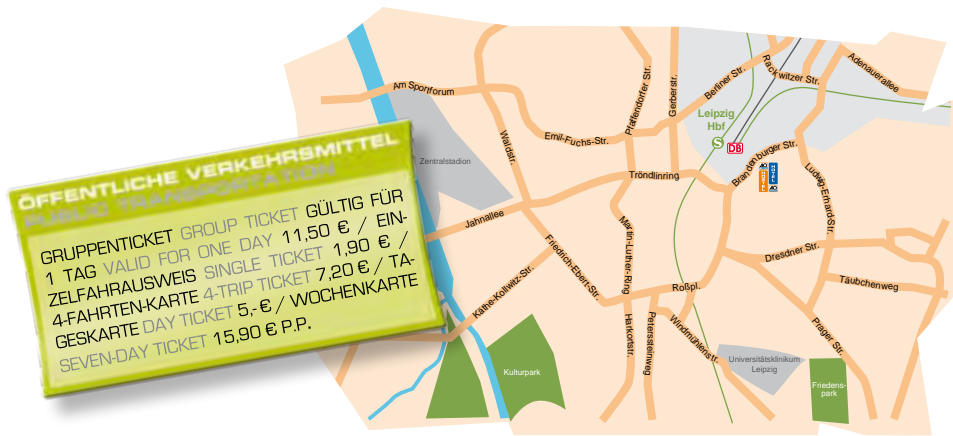 ÖFFENTLICHE VERKEHRSMITTEL
PUBLIC TRANSPORTATION
GRUPPENTICKET GROUP TICKET GÜLTIG FÜR
1 TAG VALID FOR ONE DAY 11,50 € / EIN-
ZELFAHRAUSWEIS SINGLE TICKET 1,90 € /
4-FAHRTEN-KARTE 4-TRIP TICKET 7,20 € / TA-
GESKARTE DAY TICKET 5,- € / WOCHENKARTE
SEVEN-DAY TICKET 15,90 € P.P.
Am Sportforum
Zentralstadion
Waldstr.
Emil-Fuchs-Str.
Pfaffendorfer Str.
Gerberstr.
Berliner Str.
Rackwitzer Str.
Adenauerallee
Leipzig
Hbf
S
DB
Brandenburger Str.
HOTEL
HOTEL
Ludwig-Erhard-Str.
Tröndlinring
Jahnallee
Martin-Luther-Ring
Friedrich-Ebert-Str.
Käthe-Kollwitz-Str.
Dresdner Str.
Täubchenweg
Roßpl.
Harkortstr.
Petersteinweg
Windmühlenstr.
Prager Str.
Universitätsklinikum
Leipzig
Kulturpark
Friedens-
park